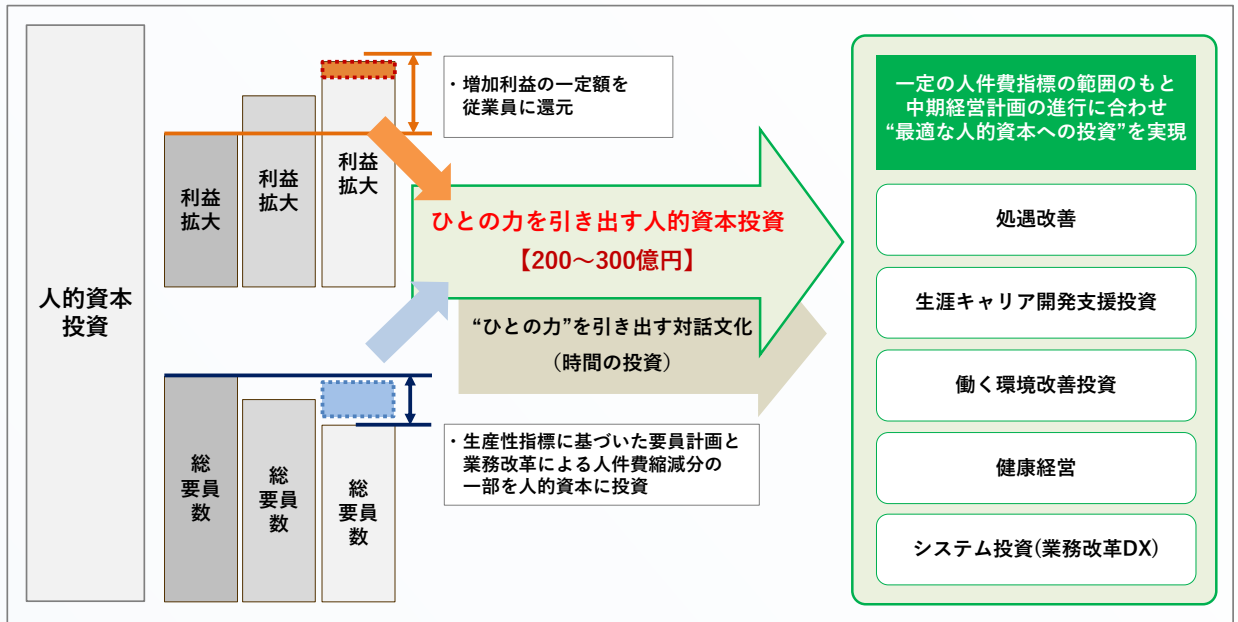 人的資本
投資
利益
拡大
利益
拡大
利益
拡大
・増加利益の一定額を
従業員に還元
ひとの力を引き出す人的資本投資
【200～300億円】
“ひとの力”を引き出す対話文化
（時間の投資）
総
要員
数
総
要員
数
総
要員
数
・生産性指標に基づいた要員計画と
業務改革による人件費縮減分の
一部を人的資本に投資
一定の人件費指標の範囲のもと
中期経営計画の進行に合わせ
“最適な人的資本への投資”を実現
処遇改善
生涯キャリア開発支援投資
働く環境改善投資
健康経営
システム投資(業務改革DX)